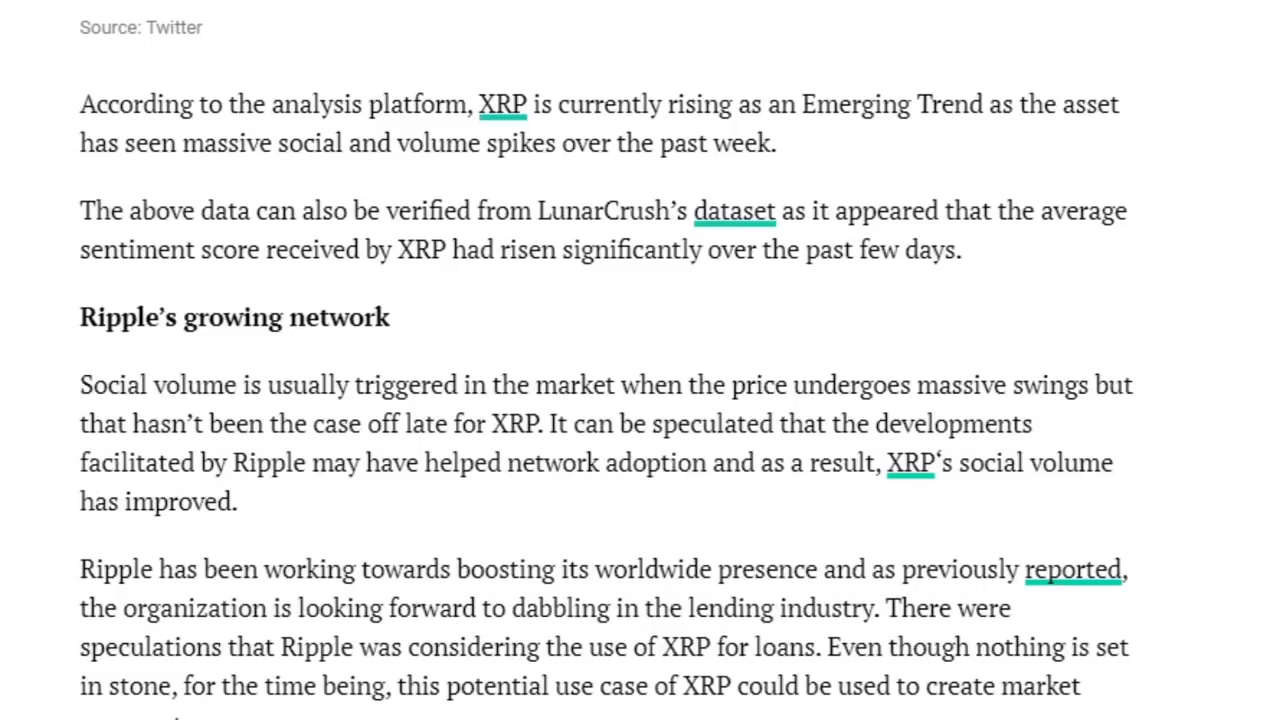 Source: Twitter
According to the analysis platform, XRP is currently rising as an Emerging Trend as the asset
has seen massive social and volume spikes over the past week.
The above data can also be verified from LunarCrush’s dataset as it appeared that the average
sentiment score received by XRP had risen significantly over the past few days.
Ripple’s growing network
Social volume is usually triggered in the market when the price undergoes massive swings but
that hasn’t been the case off late for XRP. It can be speculated that the developments
facilitated by Ripple may have helped network adoption and as a result, XRP‘s social volume
has improved.
Ripple has been working towards boosting its worldwide presence and as previously reported,
the organization is looking forward to dabbling in the lending industry. There were
speculations that Ripple was considering the use of XRP for loans. Even though nothing is set
in stone, for the time being, this potential use case of XRP could be used to create market